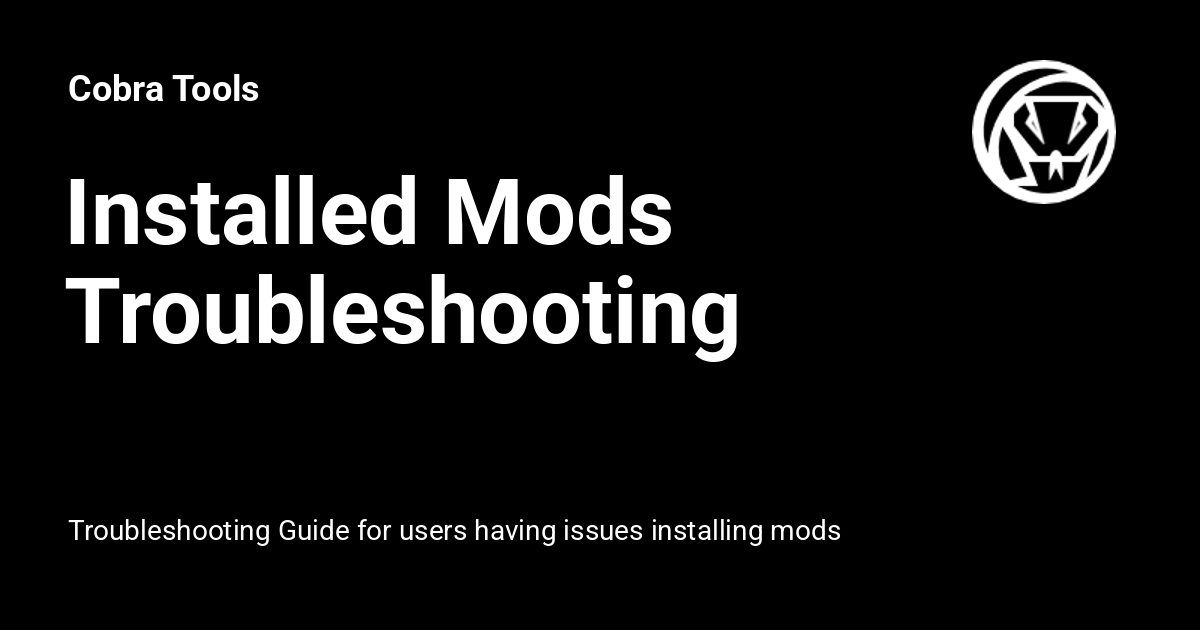 Cobra Tools
Installed Mods
Troubleshooting
Troubleshooting Guide for users having issues installing mods